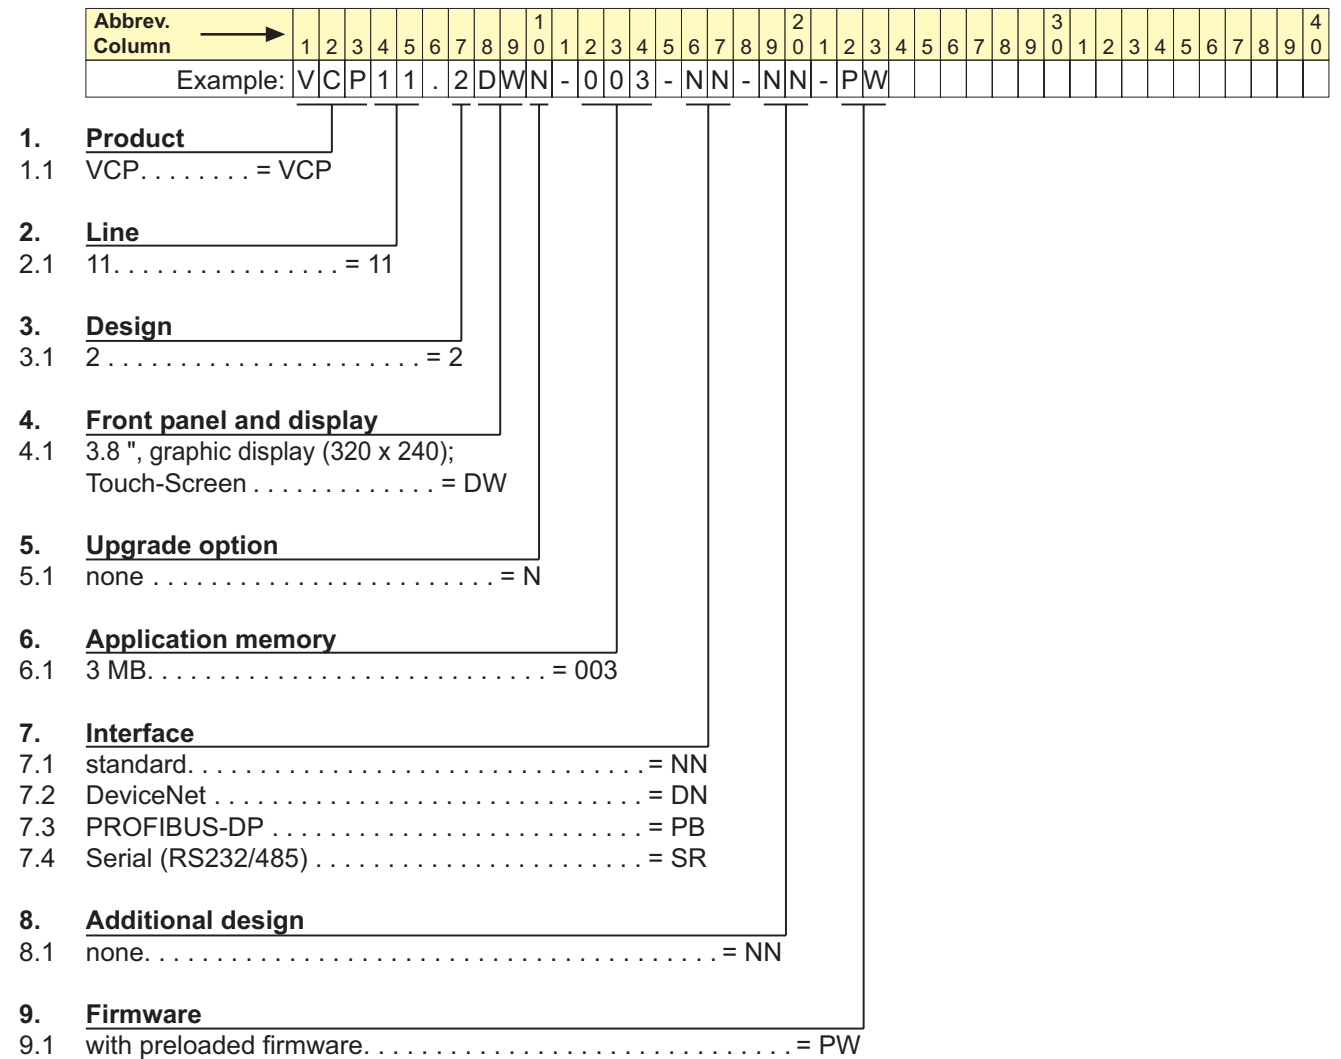 Abbrev. 1 2 3 4
Column 1 2 3 4 5 6 7 8 9 0 1 2 3 4 5 6 7 8 9 0 1 2 3 4 5 6 7 8 9 0 1 2 3 4 5 6 7 8 9 0
Example: V C P 1 1 . 2 D W N - 0 0 3 - N N - N N - P W
1. Product
1.1 VCP. . . . . . . . = VCP
2. Line
2.1 11. . . . . . . . . . . . . . . . = 11
3. Design
3.1 2 . . . . . . . . . . . . . . . . . . . . . . = 2
4. Front panel and display
4.1 3.8 ", graphic display (320 x 240);
Touch-Screen . . . . . . . . . . . . . = DW
5. Upgrade option
5.1 none . . . . . . . . . . . . . . . . . . . . . . . . = N
6. Application memory
6.1 3 MB. . . . . . . . . . . . . . . . . . . . . . . . . . . . = 003
7. Interface
7.1 standard. . . . . . . . . . . . . . . . . . . . . . . . . . . . . . . . = NN
7.2 DeviceNet . . . . . . . . . . . . . . . . . . . . . . . . . . . . . . = DN
7.3 PROFIBUS-DP . . . . . . . . . . . . . . . . . . . . . . . . . . = PB
7.4 Serial (RS232/485) . . . . . . . . . . . . . . . . . . . . . . . = SR
8. Additional design
8.1 none. . . . . . . . . . . . . . . . . . . . . . . . . . . . . . . . . . . . . . . . = NN
9. Firmware
9.1 with preloaded firmware. . . . . . . . . . . . . . . . . . . . . . . . . . . . . . = PW